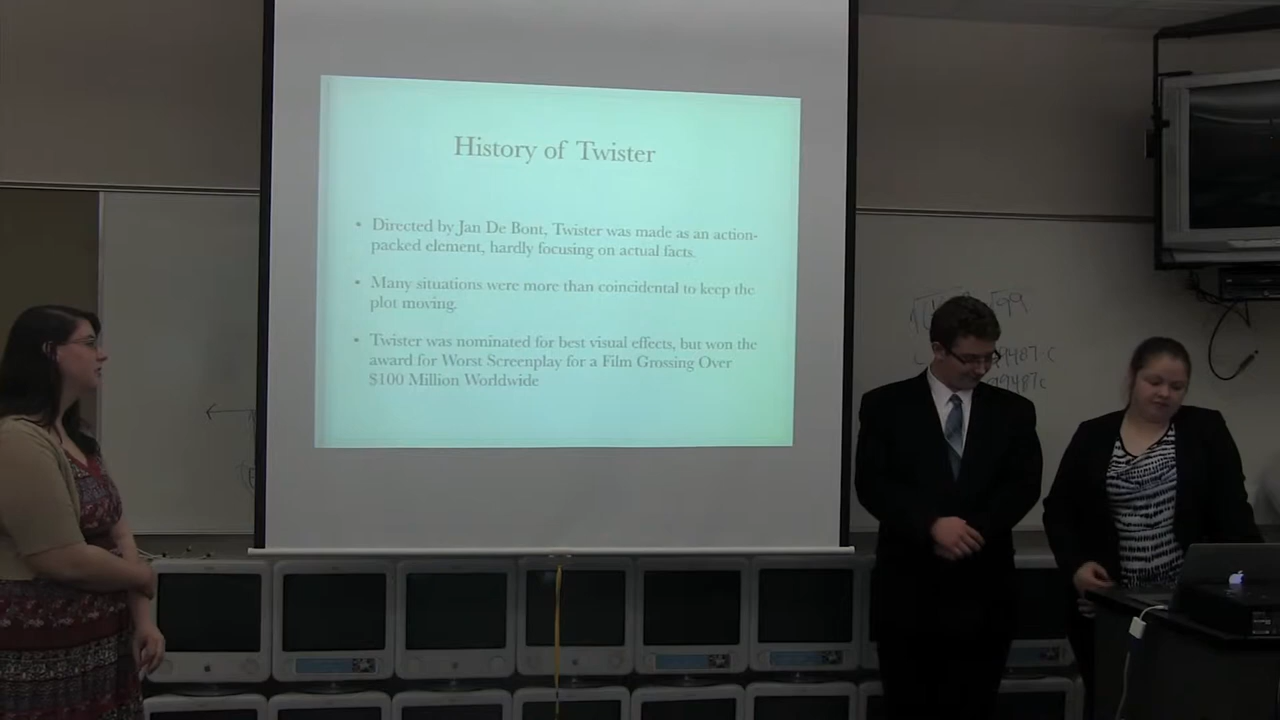 History of Twister
• Directed by Jan De Bont, Twister was made as an action-
packed element, hardly focusing on actual facts.
• Many situations were more than coincidental to keep the
plot moving.
• Twister was nominated for best visual effects, but won the
award for Worst Screenplay for a Film Grossing Over
$100 Million Worldwide